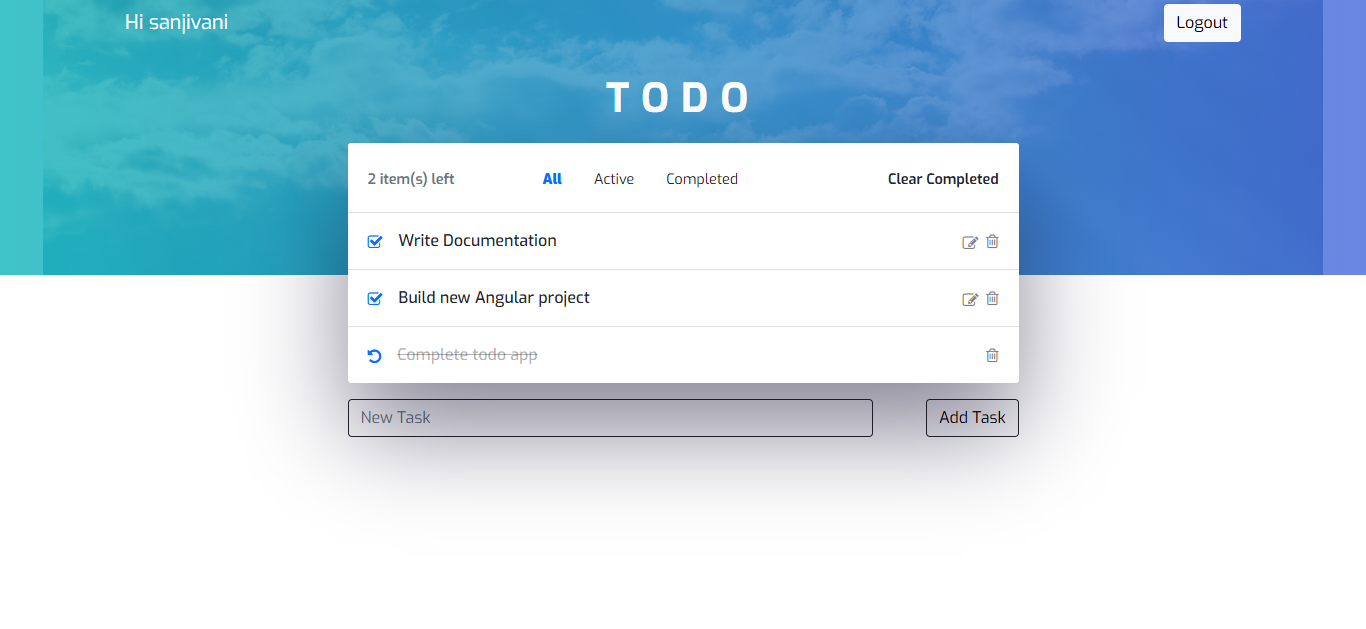 Hi sanjivani
Logout
TODO
2 item(s) left
All
Active
Completed
Clear Completed
Write Documentation
Build new Angular project
Complete todo app
New Task
Add Task